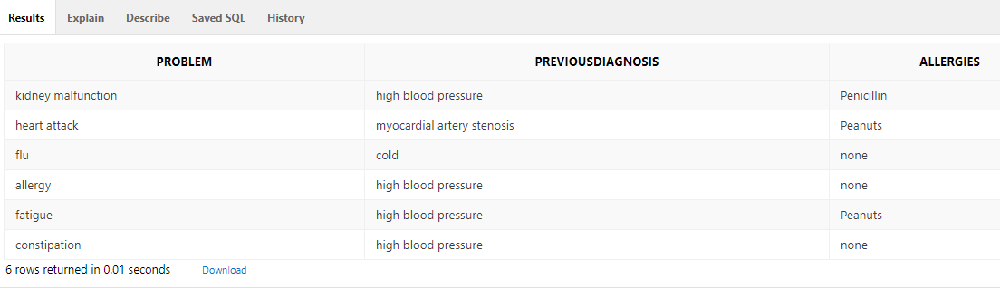 Results Explain Describe Saved SQL History
PROBLEM PREVIOUSDIAGNOSIS ALLERGIES
kidney malfunction high blood pressure Penicillin
heart attack myocardial artery stenosis Peanuts
flu cold none
allergy high blood pressure none
fatigue high blood pressure Peanuts
constipation high blood pressure none
6 rows returned in 0.01 seconds Download